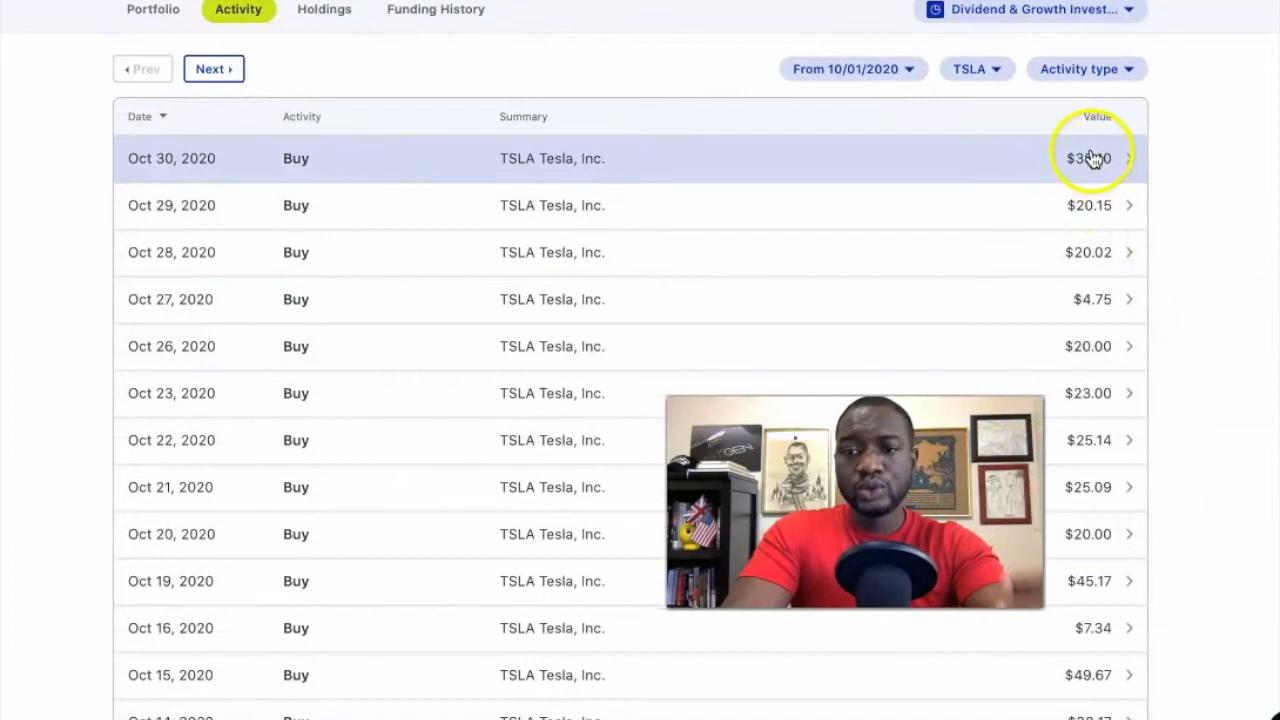 Portfolio Activity Holdings Funding History Dividend & Growth Invest...
Prev Next From 10/01/2020 TSLA Activity type
Date Activity Summary Value
Oct 30, 2020 Buy TSLA Tesla, Inc.
Oct 29, 2020 Buy TSLA Tesla, Inc. $20.15
Oct 28, 2020 Buy TSLA Tesla, Inc. $20.02
Oct 27, 2020 Buy TSLA Tesla, Inc. $4.75
Oct 26, 2020 Buy TSLA Tesla, Inc. $20.00
Oct 23, 2020 Buy TSLA Tesla, Inc. $23.00
Oct 22, 2020 Buy TSLA Tesla, Inc. $25.14
Oct 21, 2020 Buy TSLA Tesla, Inc. $25.09
Oct 20, 2020 Buy TSLA Tesla, Inc. $20.00
Oct 19, 2020 Buy TSLA Tesla, Inc. $45.17
Oct 16, 2020 Buy TSLA Tesla, Inc. $7.34
Oct 15, 2020 Buy TSLA Tesla, Inc. $49.67